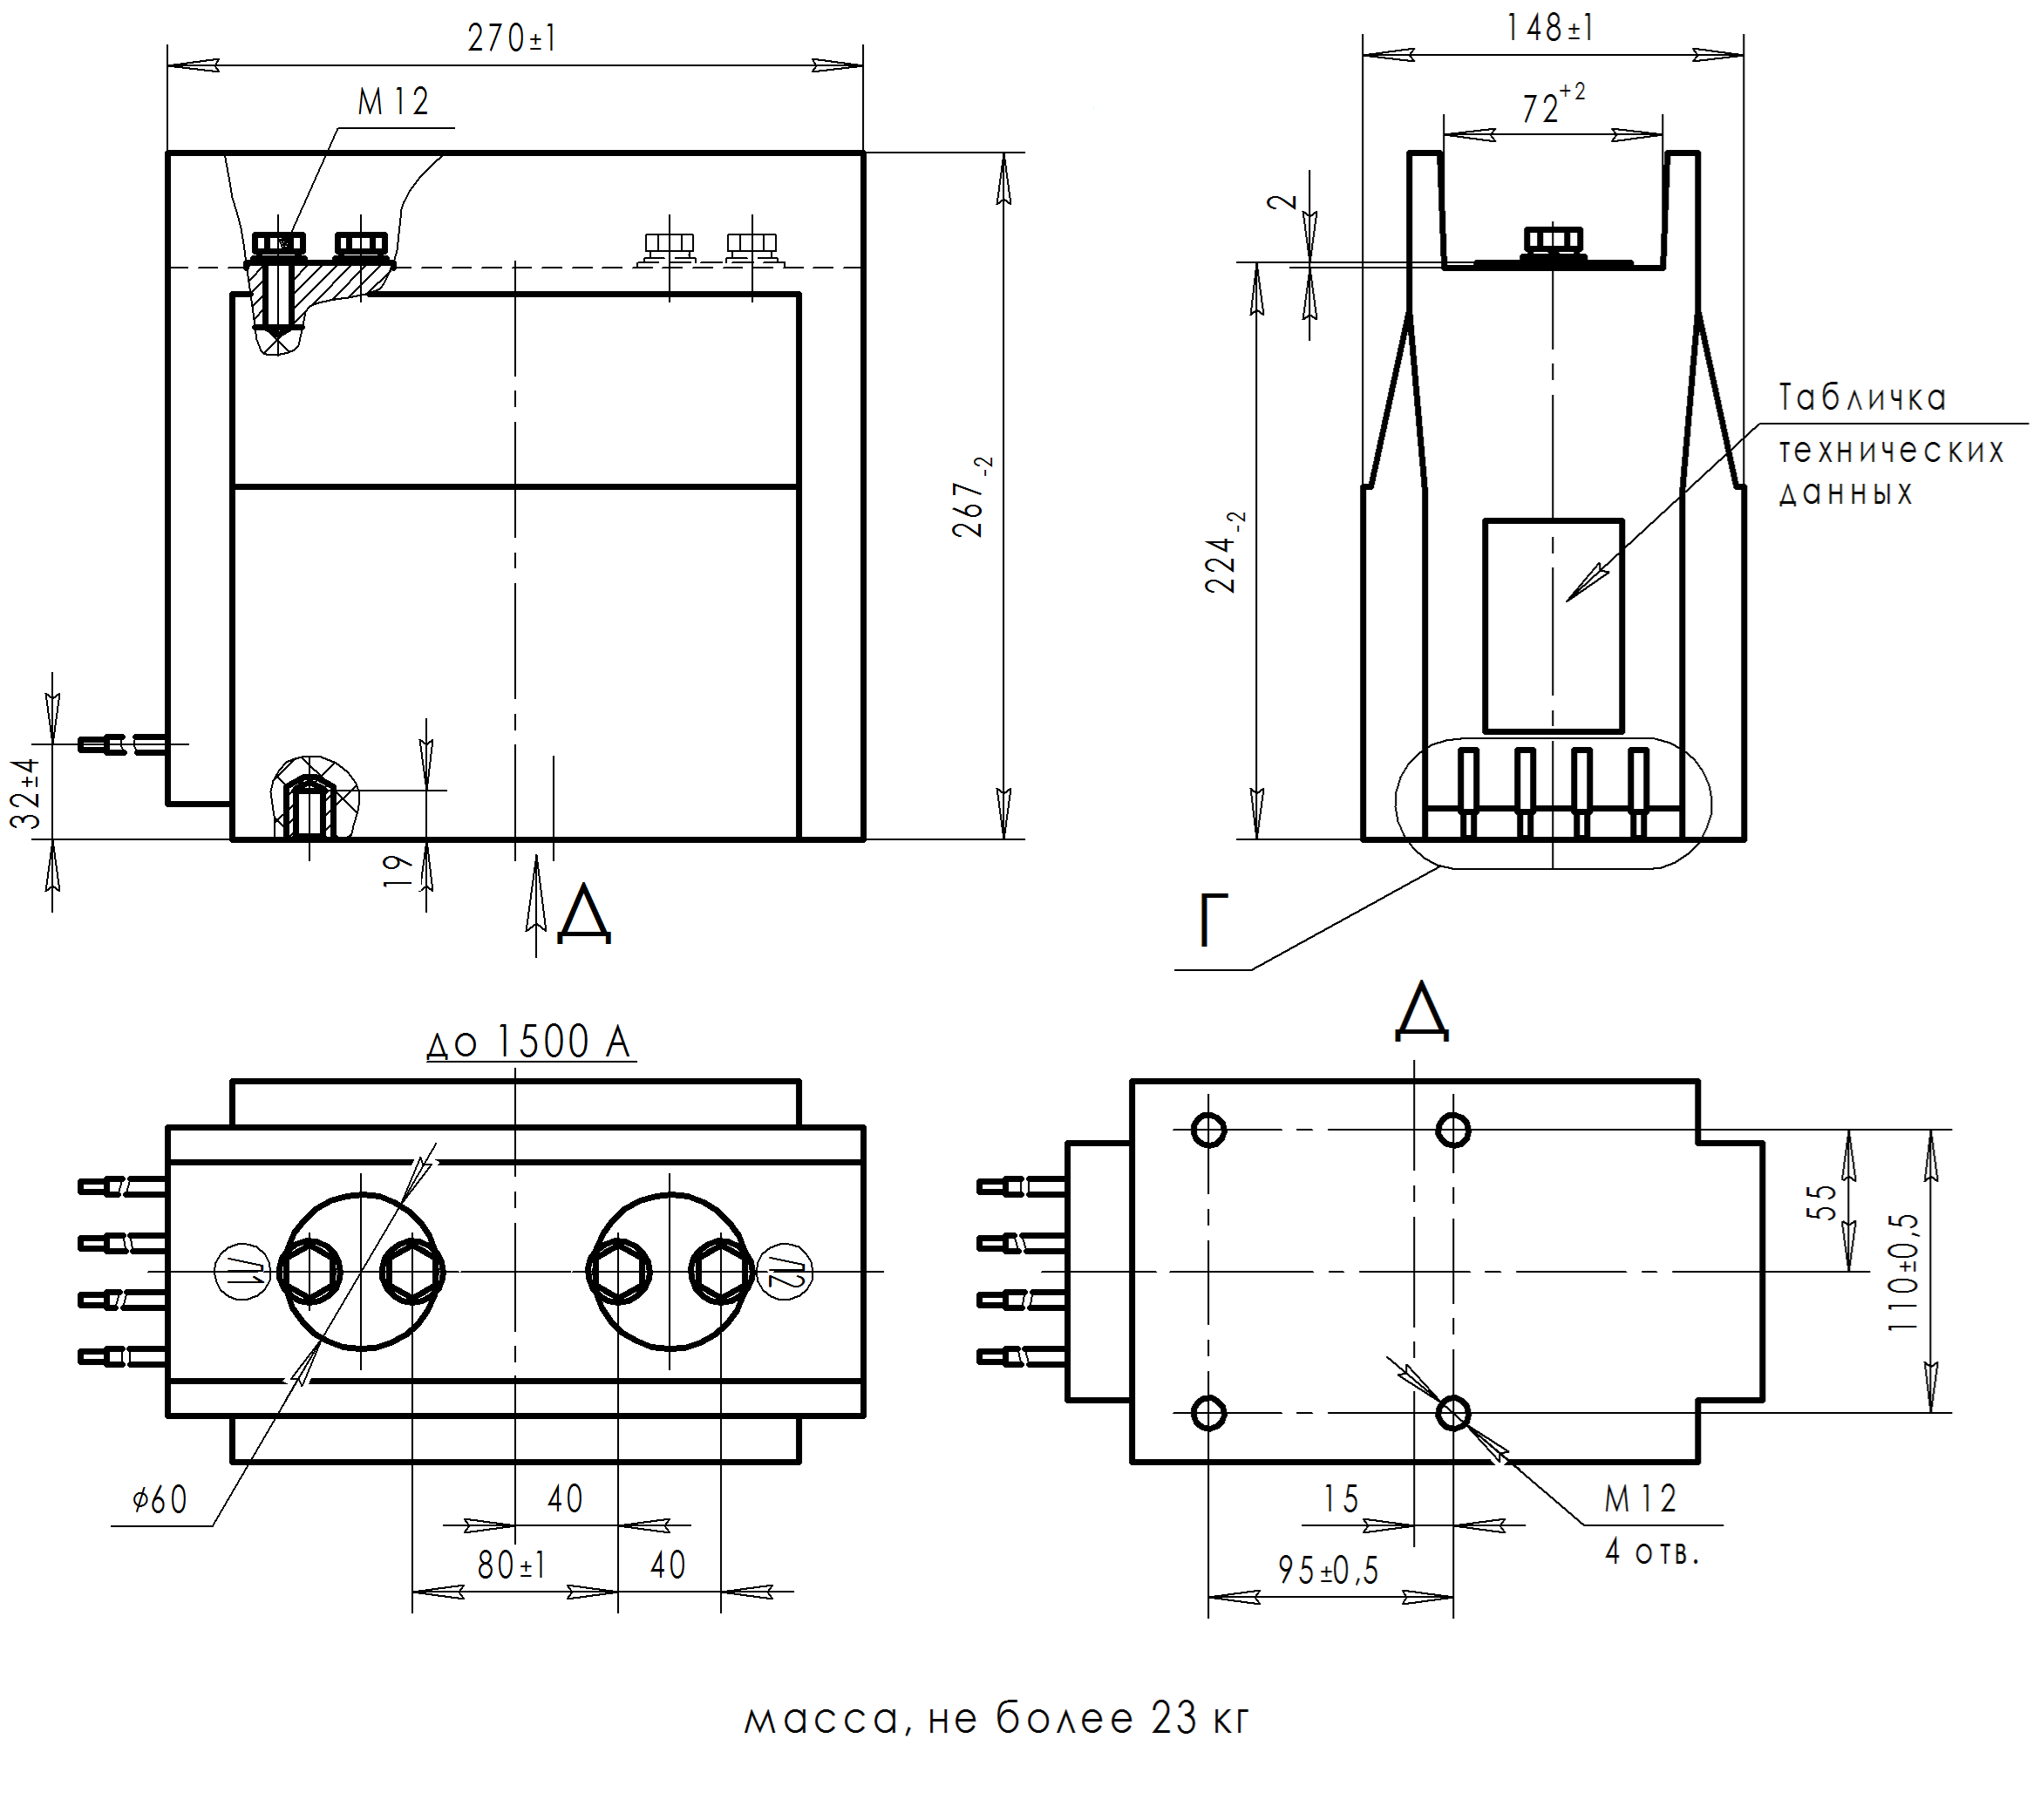 270±1
М12
148±1
72+2
2
267-2
224-2
Табличка
технических
данных
32±4
19
Д
Г
до 1500 А
Д
Л1
Л2
55
110±0,5
ϕ60
40
80±1
40
15
95±0,5
М12
4 отв.
масса, не более 23 кг